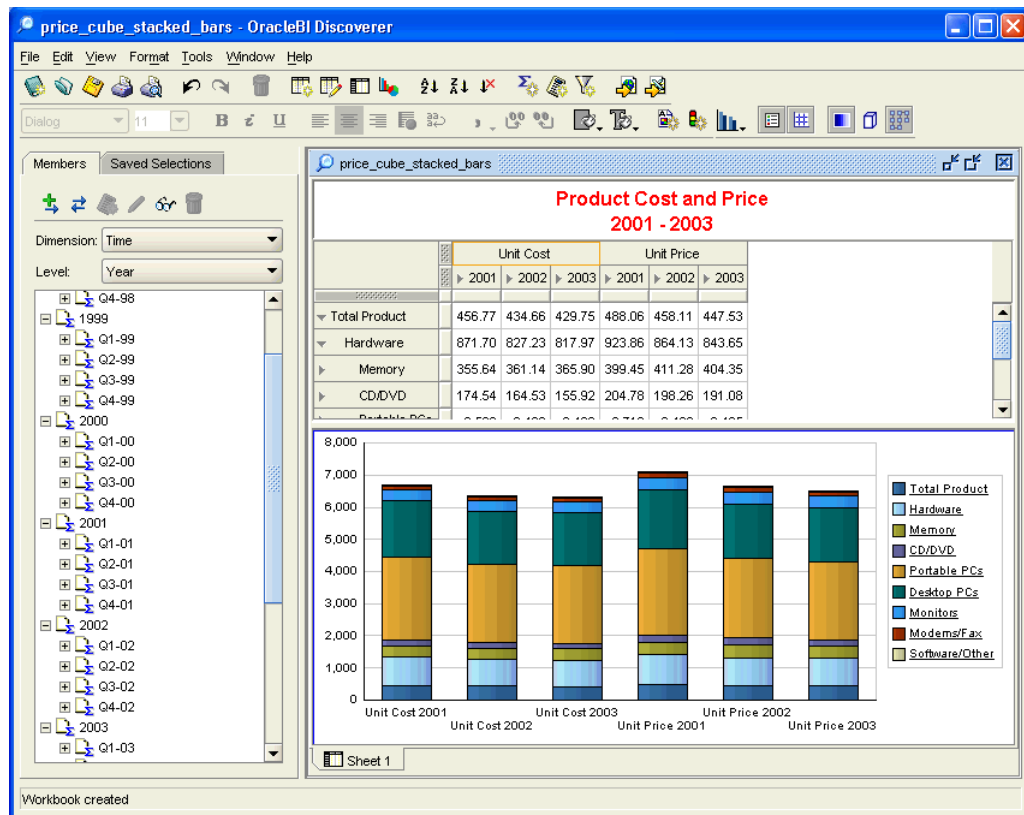 price_cube_stacked_bars - OracleBI Discoverer
File Edit View Format Tools Window Help
Dialog 11 B i U
Members Saved Selections
Dimension: Time
Level: Year
Q4-98
1999
Q1-99
Q2-99
Q3-99
Q4-99
2000
Q1-00
Q2-00
Q3-00
Q4-00
2001
Q1-01
Q2-01
Q3-01
Q4-01
2002
Q1-02
Q2-02
Q3-02
Q4-02
2003
Q1-03
price_cube_stacked_bars
Product Cost and Price
2001 - 2003
Unit Cost Unit Price
2001 2002 2003 2001 2002 2003
Total Product 456.77 434.66 429.75 488.06 458.11 447.53
Hardware 871.70 827.23 817.97 923.86 864.13 843.65
Memory 355.64 361.14 365.90 399.45 411.28 404.35
CD/DVD 174.54 164.53 155.92 204.78 198.26 191.08
Portable PCs
8,000
7,000
6,000
5,000
4,000
3,000
2,000
1,000
0
Unit Cost 2001 Unit Cost 2003 Unit Price 2002
Unit Cost 2002 Unit Price 2001 Unit Price 2003
Total Product
Hardware
Memory
CD/DVD
Portable PCs
Desktop PCs
Monitors
Modems/Fax
Software/Other
Sheet 1
Workbook created